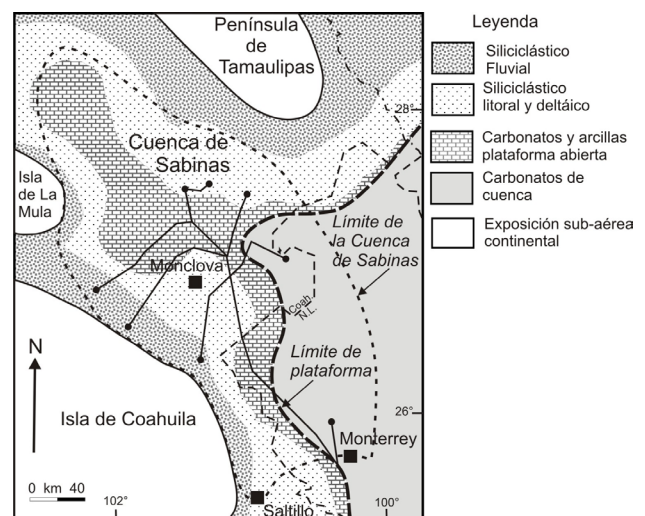 Península
de
Tamaulipas
Leyenda
Siliciclástico
Fluvial
Siliciclástico
litoral y deltáico
Carbonatos y arcillas
plataforma abierta
Carbonatos de
cuenca
Exposición sub-aérea
continental
28°
Cuenca de
Sabinas
Isla
de La
Mula
Límite de
la Cuenca
de Sabinas
Monclova
Coah.
N.L.
N
Límite de
plataforma
Isla de Coahuila
26°
Monterrey
0 km 40
102°
Saltillo
100°